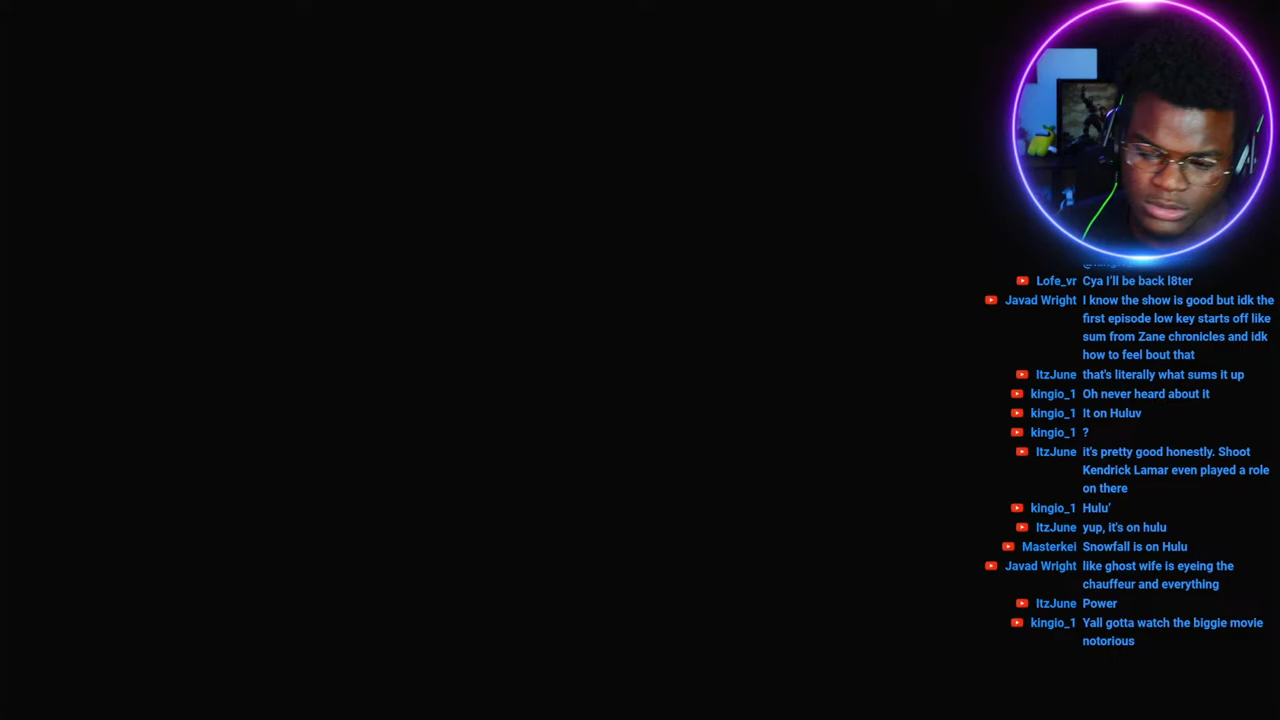 Lofe_vr Cya I'll be back l8ter
Javad Wright I know the show is good but idk the
first episode low key starts off like
sum from Zane chronicles and idk
how to feel bout that
ItzJune that's literally what sums it up
kingio_1 Oh never heard about it
kingio_1 It on Huluv
kingio_1 ?
ItzJune it's pretty good honestly. Shoot
Kendrick Lamar even played a role
on there
kingio_1 Hulu'
ItzJune yup, it's on hulu
Masterkei Snowfall is on Hulu
Javad Wright like ghost wife is eyeing the
chauffeur and everything
ItzJune Power
kingio_1 Yall gotta watch the biggie movie
notorious